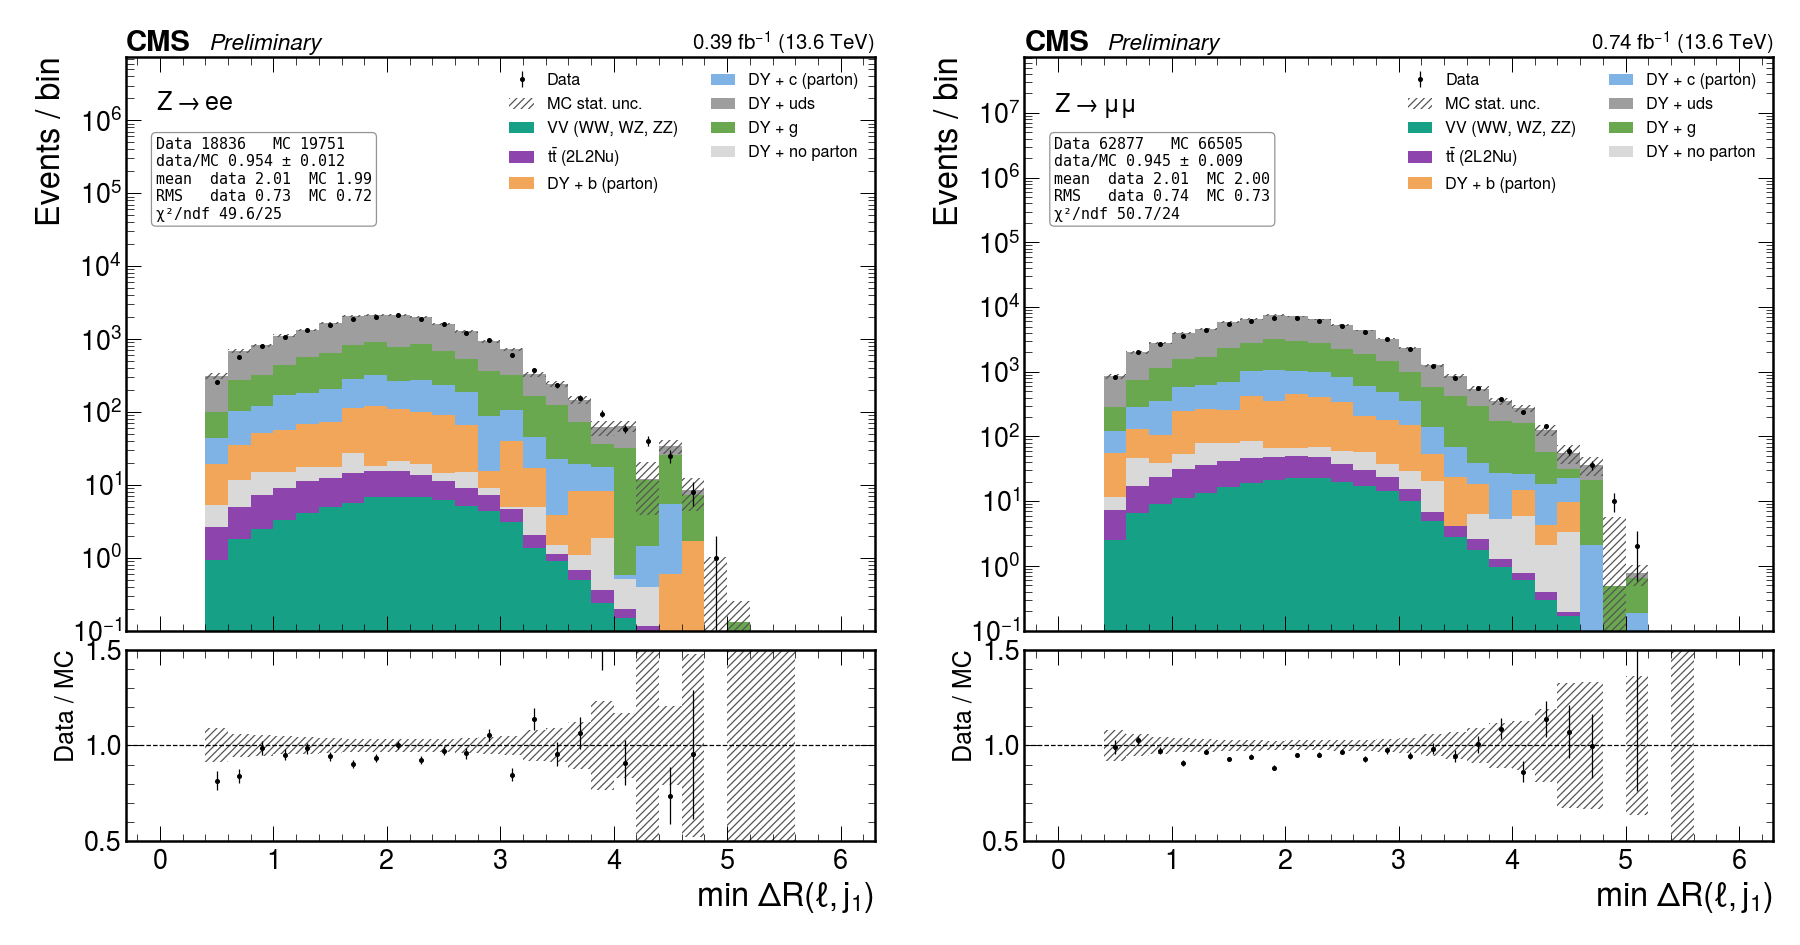 CMS Preliminary 0.39 fb⁻¹ (13.6 TeV)
Events / bin
Z → ee
Data 18836 MC 19751
data/MC 0.954 ± 0.012
mean data 2.01 MC 1.99
RMS data 0.73 MC 0.72
χ²/ndf 49.6/25
Data
MC stat. unc.
VV (WW, WZ, ZZ)
tt̄ (2L2Nu)
DY + b (parton)
DY + c (parton)
DY + uds
DY + g
DY + no parton
10⁶
10⁵
10⁴
10³
10²
10¹
10⁰
10⁻¹
Data / MC
1.5
1.0
0.5
0 1 2 3 4 5 6
min ΔR(ℓ, j₁)
CMS Preliminary 0.74 fb⁻¹ (13.6 TeV)
Events / bin
Z → μμ
Data 62877 MC 66505
data/MC 0.945 ± 0.009
mean data 2.01 MC 2.00
RMS data 0.74 MC 0.73
χ²/ndf 50.7/24
Data
MC stat. unc.
VV (WW, WZ, ZZ)
tt̄ (2L2Nu)
DY + b (parton)
DY + c (parton)
DY + uds
DY + g
DY + no parton
10⁷
10⁶
10⁵
10⁴
10³
10²
10¹
10⁰
10⁻¹
Data / MC
1.5
1.0
0.5
0 1 2 3 4 5 6
min ΔR(ℓ, j₁)